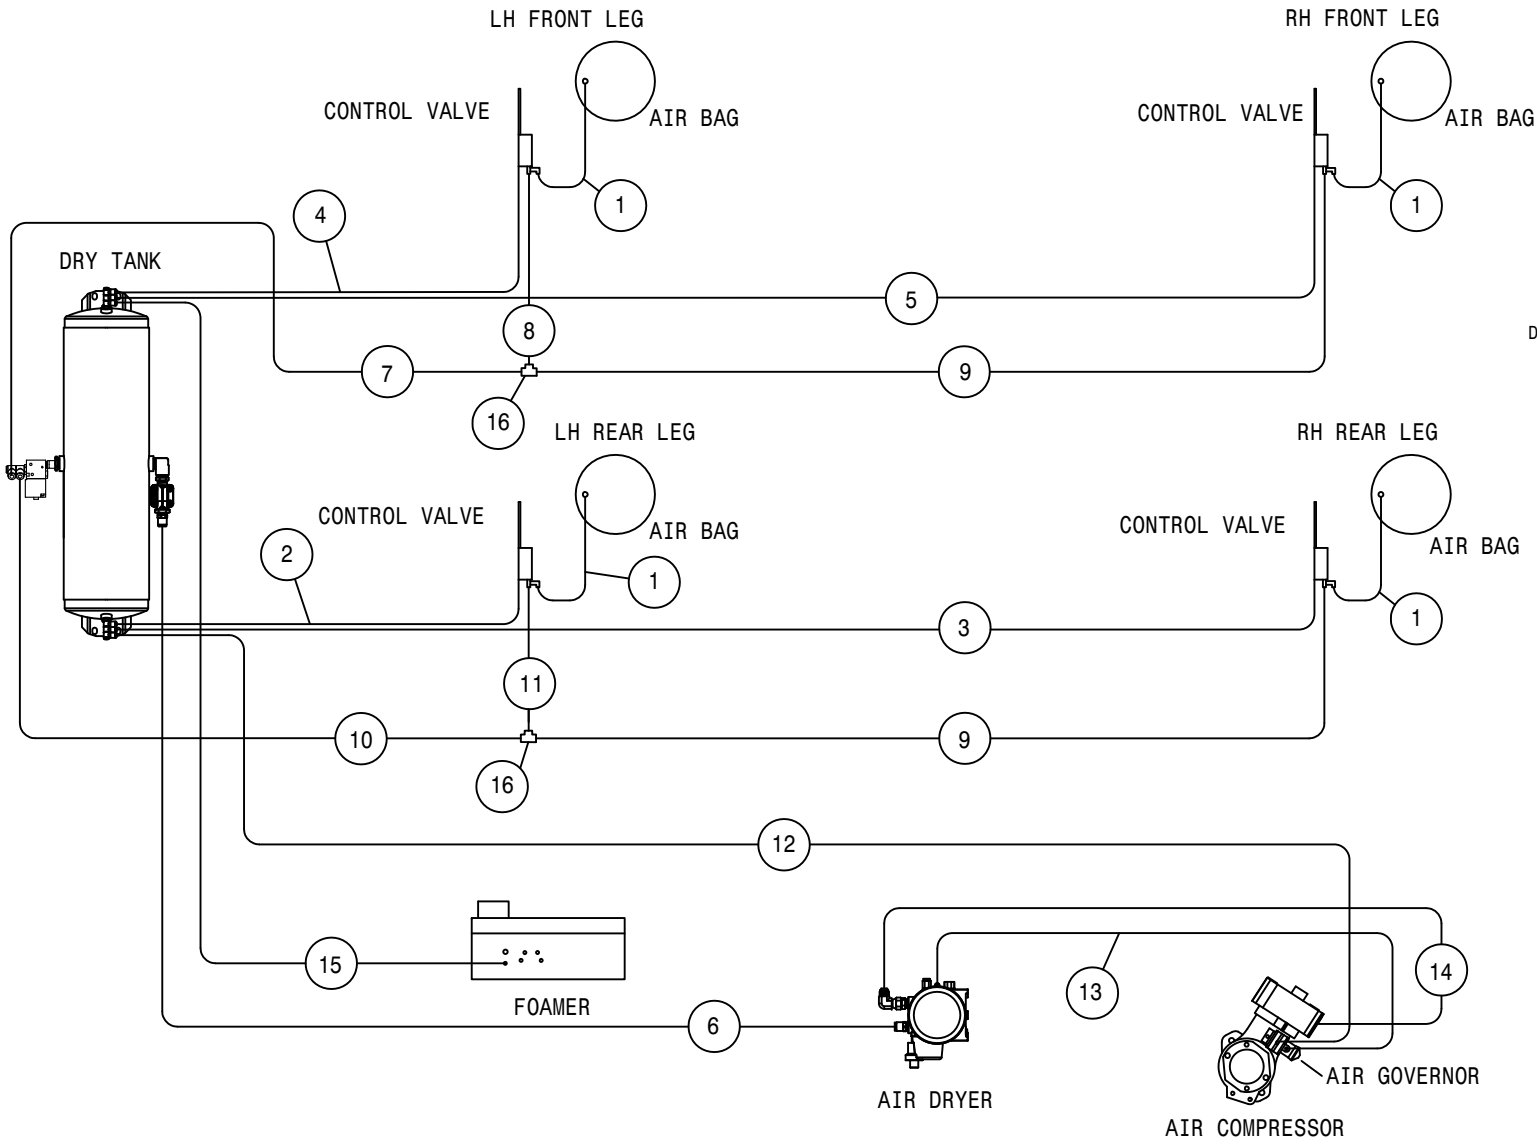 LH FRONT LEG
RH FRONT LEG
CONTROL VALVE
AIR BAG
CONTROL VALVE
AIR BAG
4
1
1
DRY TANK
5
8
D
7
9
16
LH REAR LEG
RH REAR LEG
CONTROL VALVE
AIR BAG
CONTROL VALVE
AIR BAG
2
1
3
1
11
10
9
16
12
15
14
13
FOAMER
6
AIR GOVERNOR
AIR DRYER
AIR COMPRESSOR